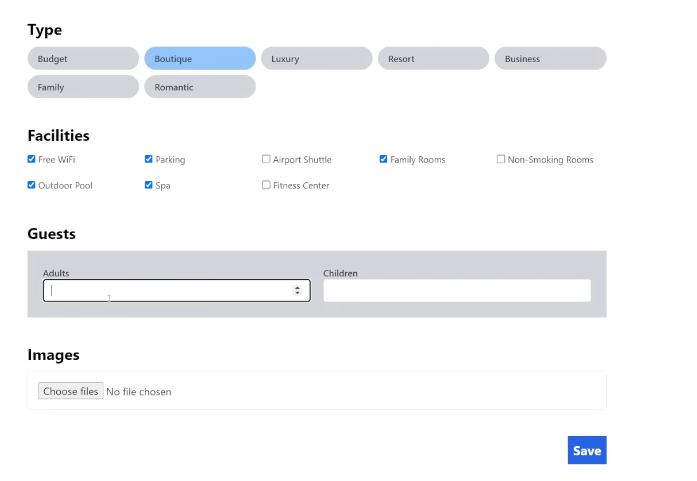 Type
Budget Boutique Luxury Resort Business
Family Romantic
Facilities
Free WiFi Parking Airport Shuttle Family Rooms Non-Smoking Rooms
Outdoor Pool Spa Fitness Center
Guests
Adults Children
Images
Choose files No file chosen
Save